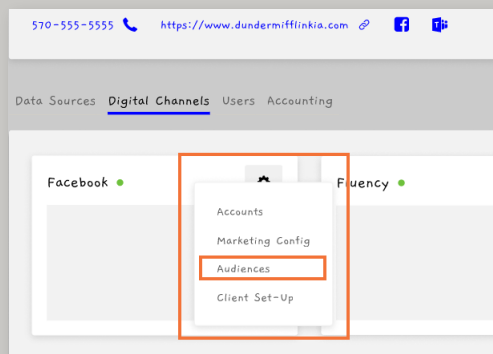 570-555-5555 https://www.dundermifflinkia.com
Data Sources Digital Channels Users Accounting
Facebook
Fluency
Accounts
Marketing Config
Audiences
Client Set-Up